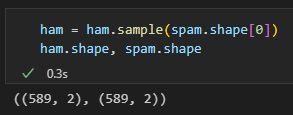 ham = ham.sample(spam.shape[0])
ham.shape, spam.shape
✓ 0.3s
((589, 2), (589, 2))